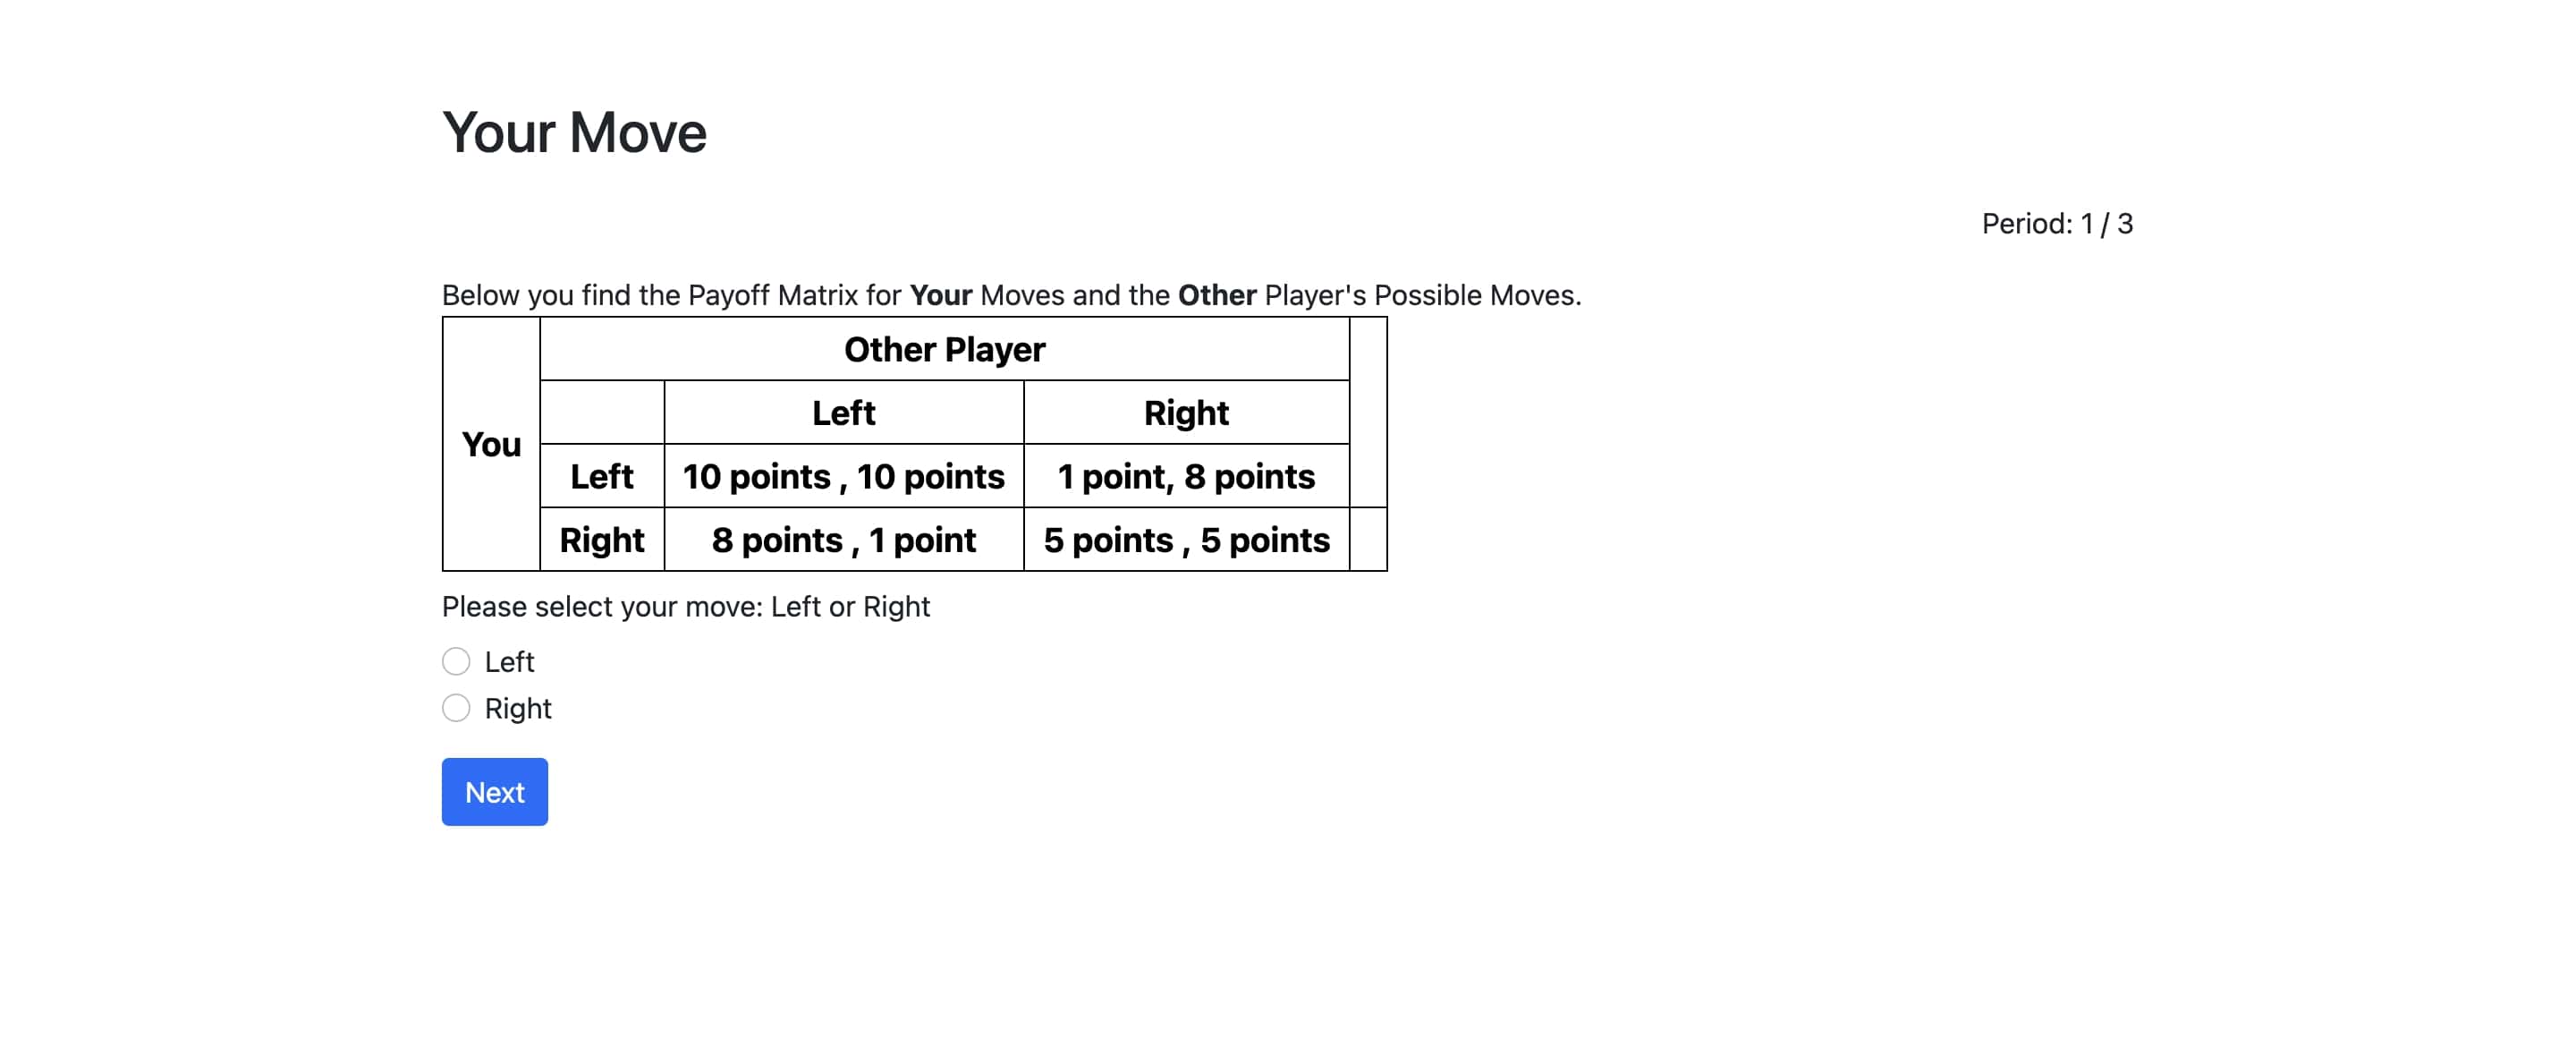 Your Move
Period: 1 / 3
Below you find the Payoff Matrix for Your Moves and the Other Player's Possible Moves.
Other Player
Left Right
You
Left 10 points , 10 points 1 point, 8 points
Right 8 points , 1 point 5 points , 5 points
Please select your move: Left or Right
Left
Right
Next